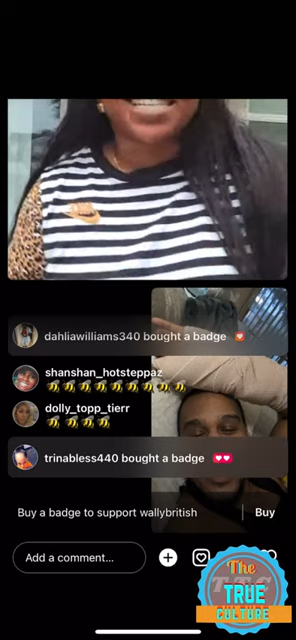 dahliawilliams340 bought a badge
shanshan_hotsteppaz
dolly_topp_tierr
trinabless440 bought a badge
Buy a badge to support wallybritish
Buy
Add a comment…
The
T.T.C
TRUE
CULTURE